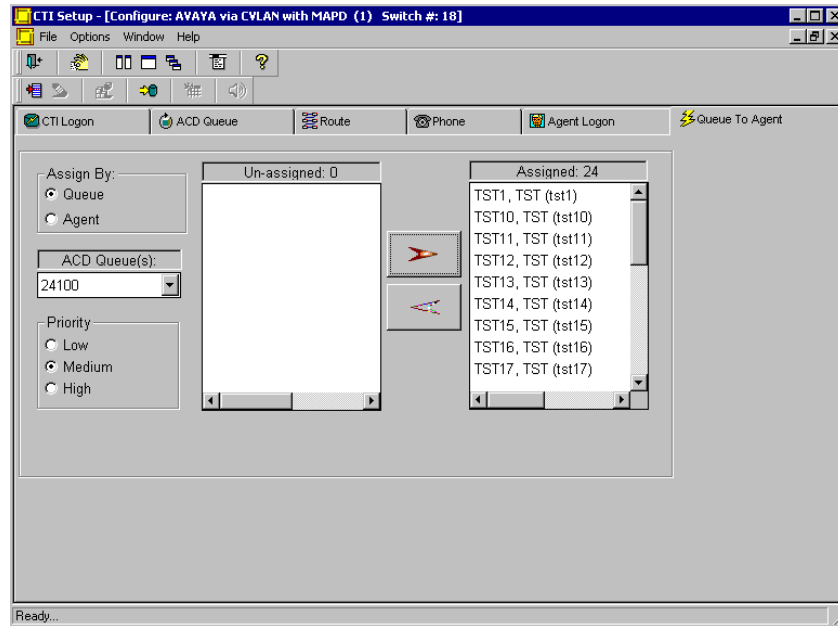 CTI Setup - [Configure: AVAYA via CVLAN with MAPD (1) Switch #: 18]
File Options Window Help
CTI Logon ACD Queue Route Phone Agent Logon Queue To Agent
Assign By:
Queue
Agent
ACD Queue(s):
24100
Priority
Low
Medium
High
Un-assigned: 0
Assigned: 24
TST1, TST (tst1)
TST10, TST (tst10)
TST11, TST (tst11)
TST12, TST (tst12)
TST13, TST (tst13)
TST14, TST (tst14)
TST15, TST (tst15)
TST16, TST (tst16)
TST17, TST (tst17)
Ready...